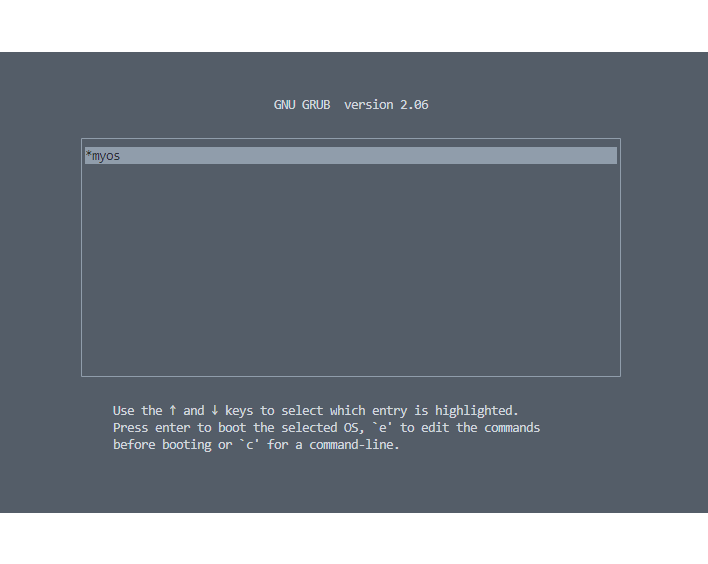 GNU GRUB  version 2.06
*myos
Use the ↑ and ↓ keys to select which entry is highlighted.
Press enter to boot the selected OS, `e' to edit the commands
before booting or `c' for a command-line.